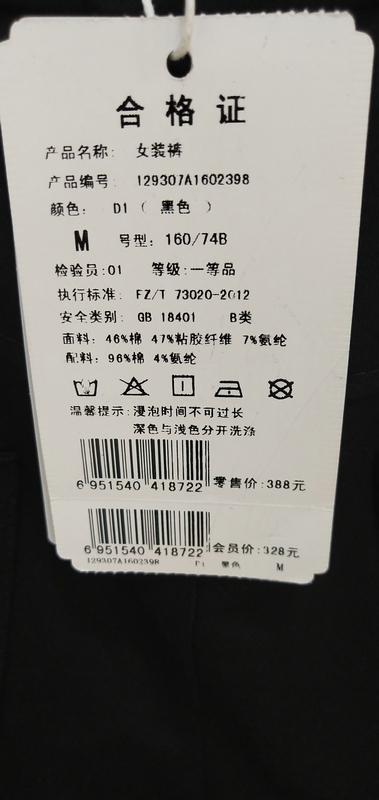 合格证
产品名称: 女装裤
产品编号: 129307A1602398
颜色: D1 ( 黑色 )
M 号型: 160/74B
检验员:01 等级:一等品
执行标准: FZ/T 73020-2012
安全类别: GB 18401 B类
面料: 46%棉 47%粘胶纤维 7%氨纶
配料: 96%棉 4%氨纶
温馨提示:浸泡时间不可过长
深色与浅色分开洗涤
6 951540 418722 零售价:388元
6 951540 418722 会员价:328元
129307A1602398 D1 黑色 M